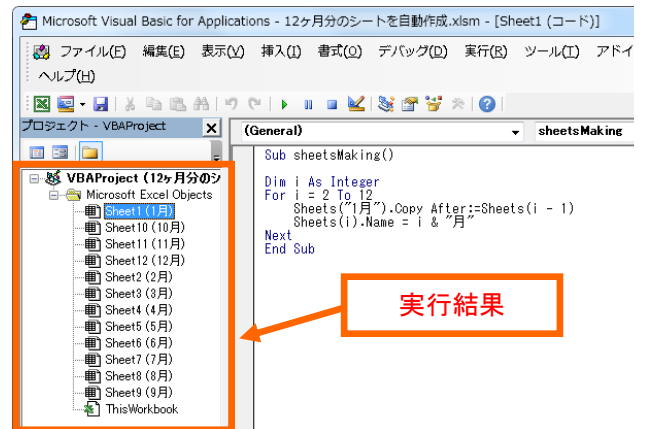 Microsoft Visual Basic for Applications - 12ヶ月分のシートを自動作成.xlsm - [Sheet1 (コード)]
ファイル(F) 編集(E) 表示(V) 挿入(I) 書式(O) デバッグ(D) 実行(R) ツール(T) アドイ
ヘルプ(H)
プロジェクト - VBAProject
(General)
sheetsMaking
VBAProject (12ヶ月分のシ
Microsoft Excel Objects
Sheet1 (1月)
Sheet10 (10月)
Sheet11 (11月)
Sheet12 (12月)
Sheet2 (2月)
Sheet3 (3月)
Sheet4 (4月)
Sheet5 (5月)
Sheet6 (6月)
Sheet7 (7月)
Sheet8 (8月)
Sheet9 (9月)
ThisWorkbook
Sub sheetsMaking()
Dim i As Integer
For i = 2 To 12
Sheets("1月").Copy After:=Sheets(i - 1)
Sheets(i).Name = i & "月"
Next
End Sub
実行結果